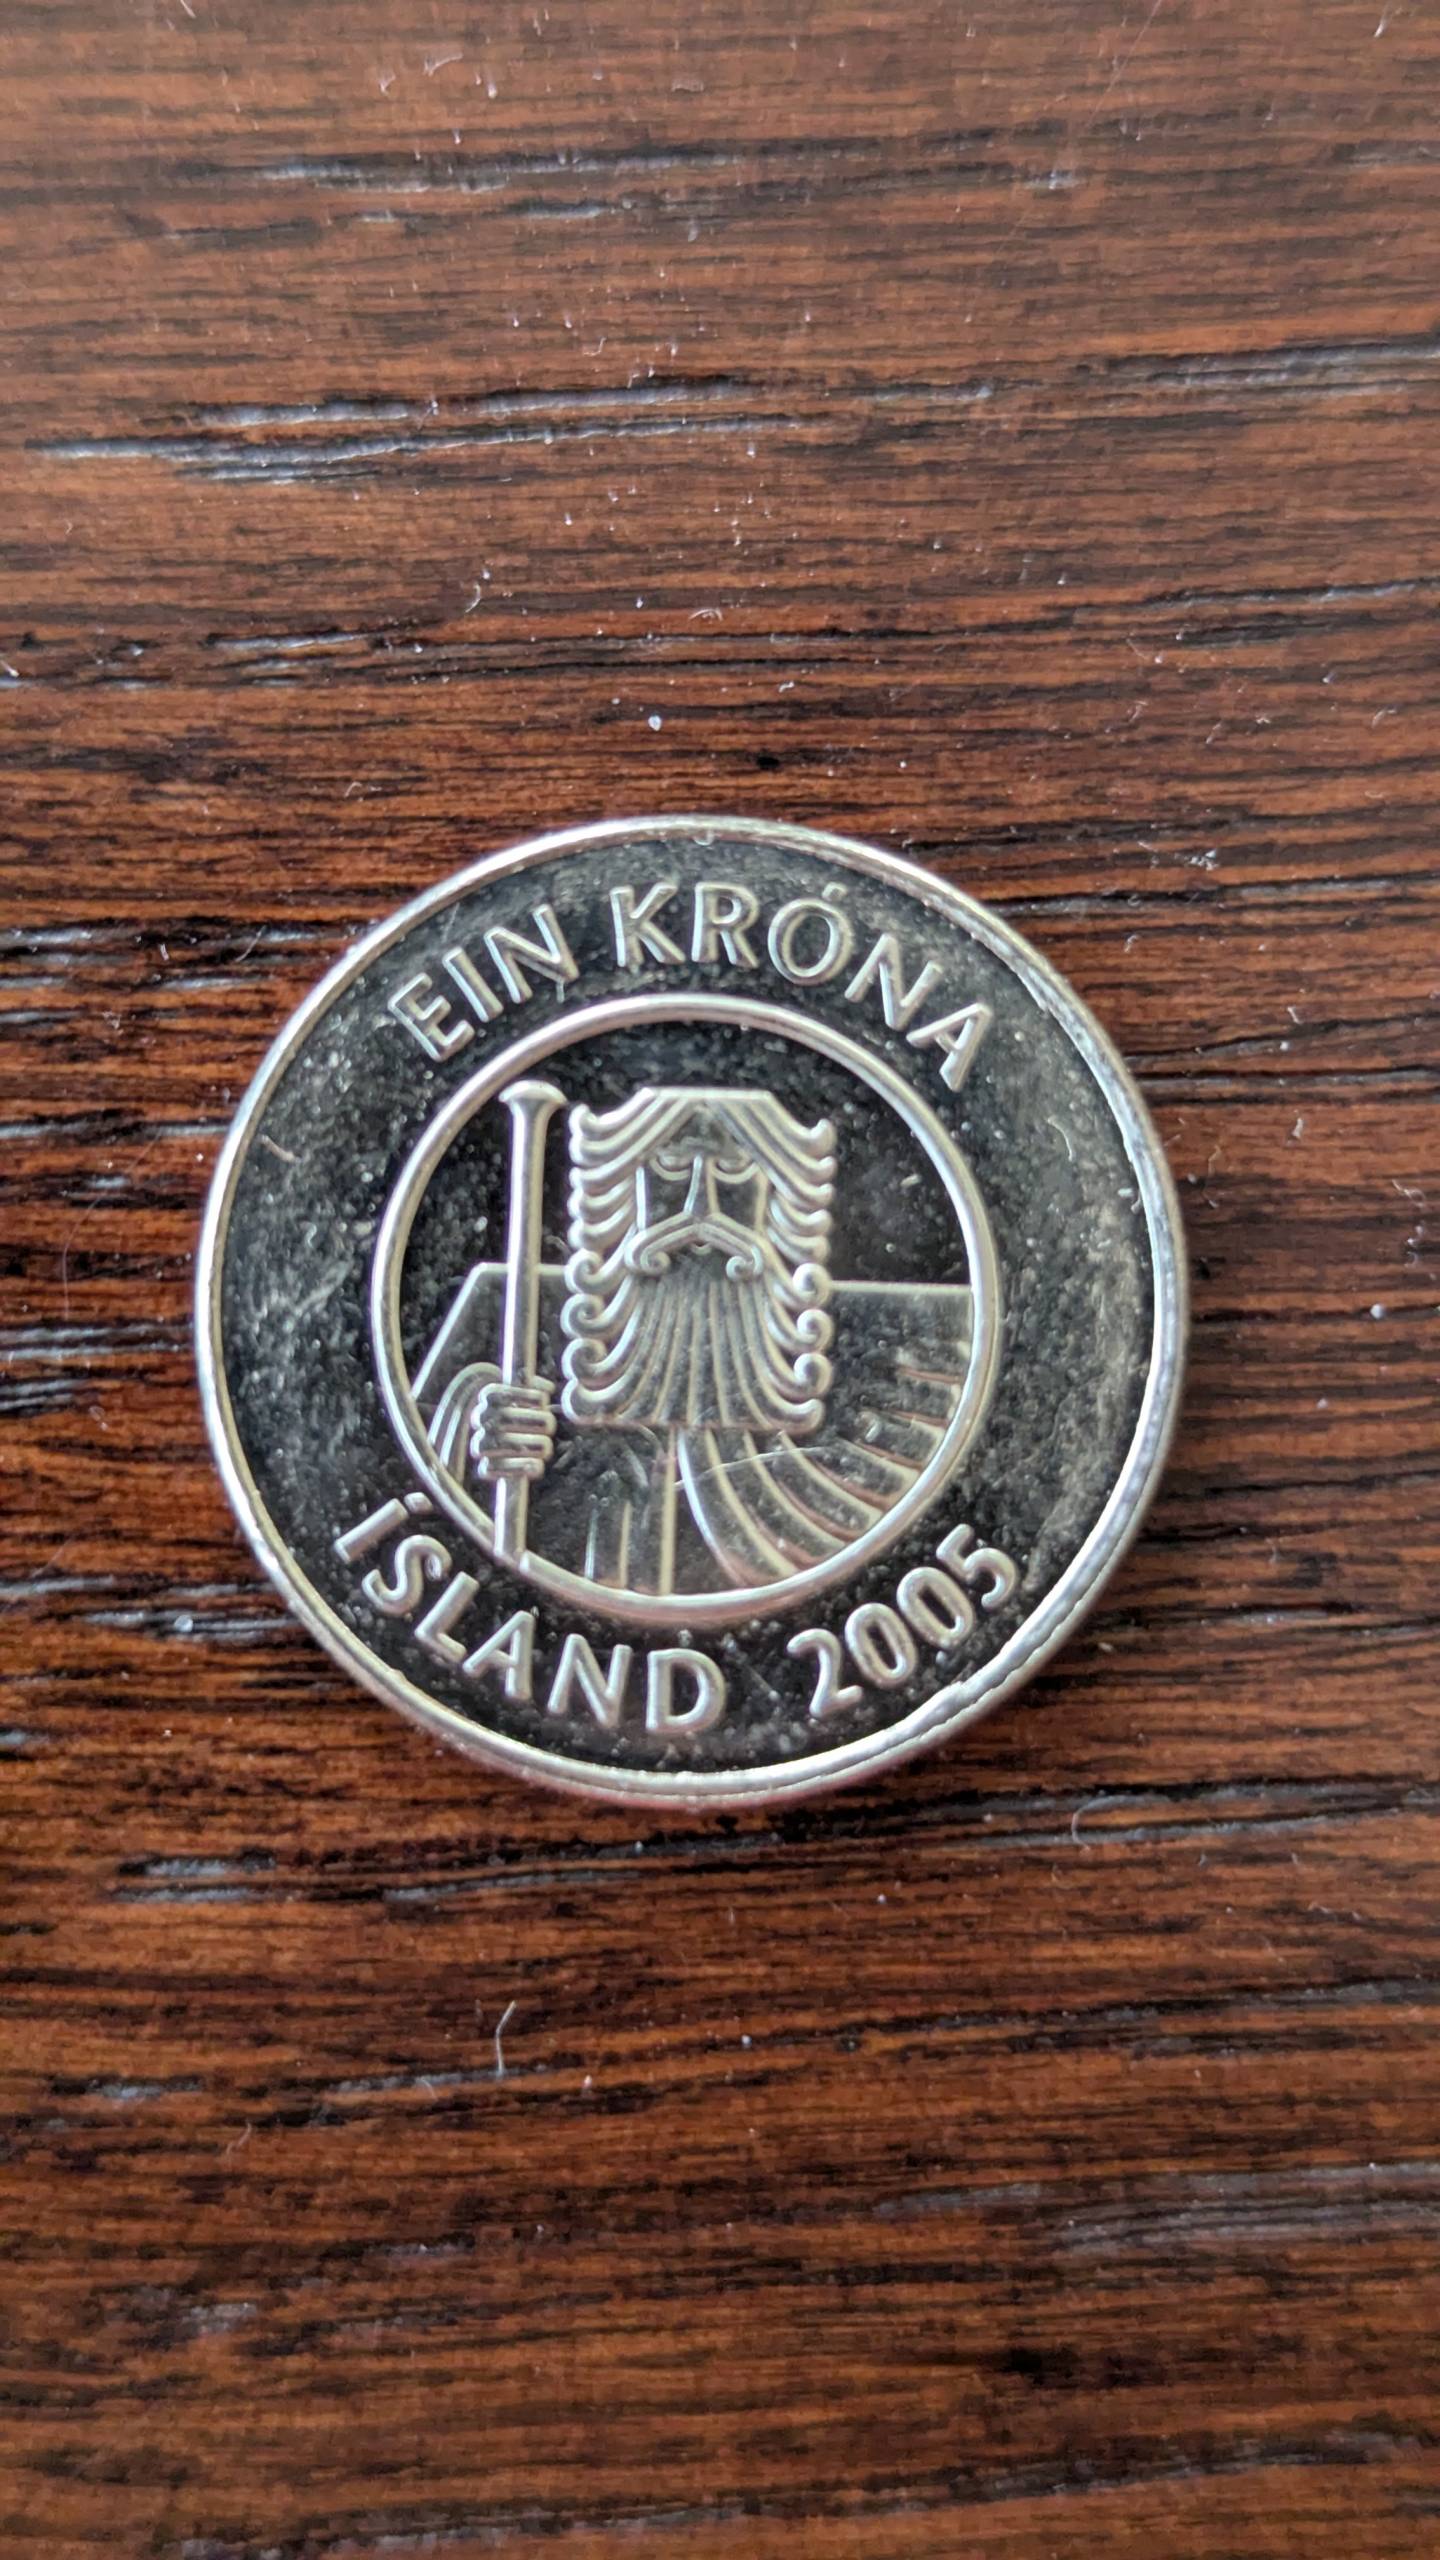 EIN KRÓNA
ÍSLAND 2005